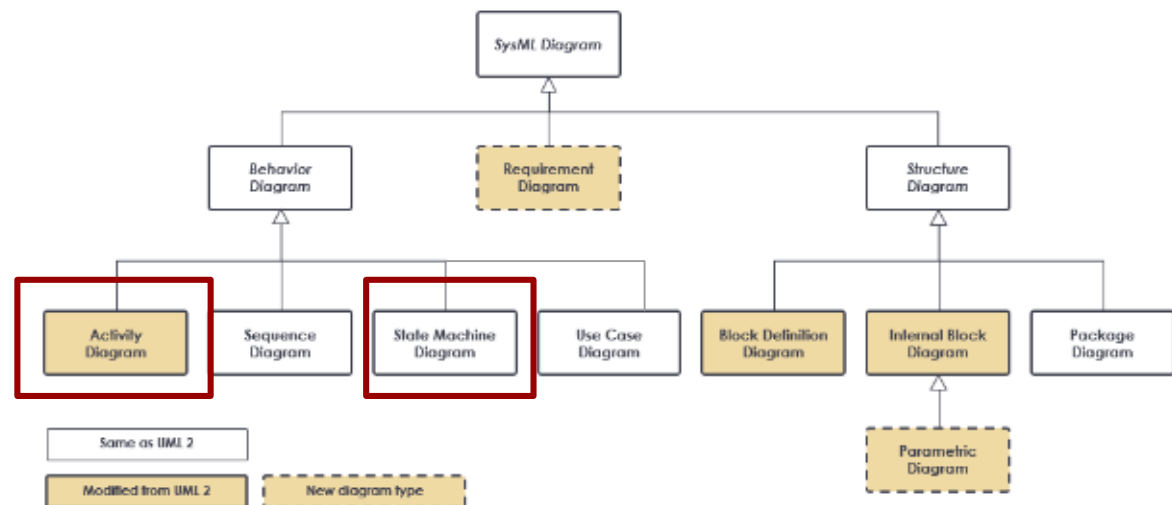 SysML Diagram
Behavior
Diagram
Requirement
Diagram
Structure
Diagram
Activity
Diagram
Sequence
Diagram
State Machine
Diagram
Use Case
Diagram
Block Definition
Diagram
Internal Block
Diagram
Package
Diagram
Parametric
Diagram
Same as UML 2
Modified from UML 2
New diagram type